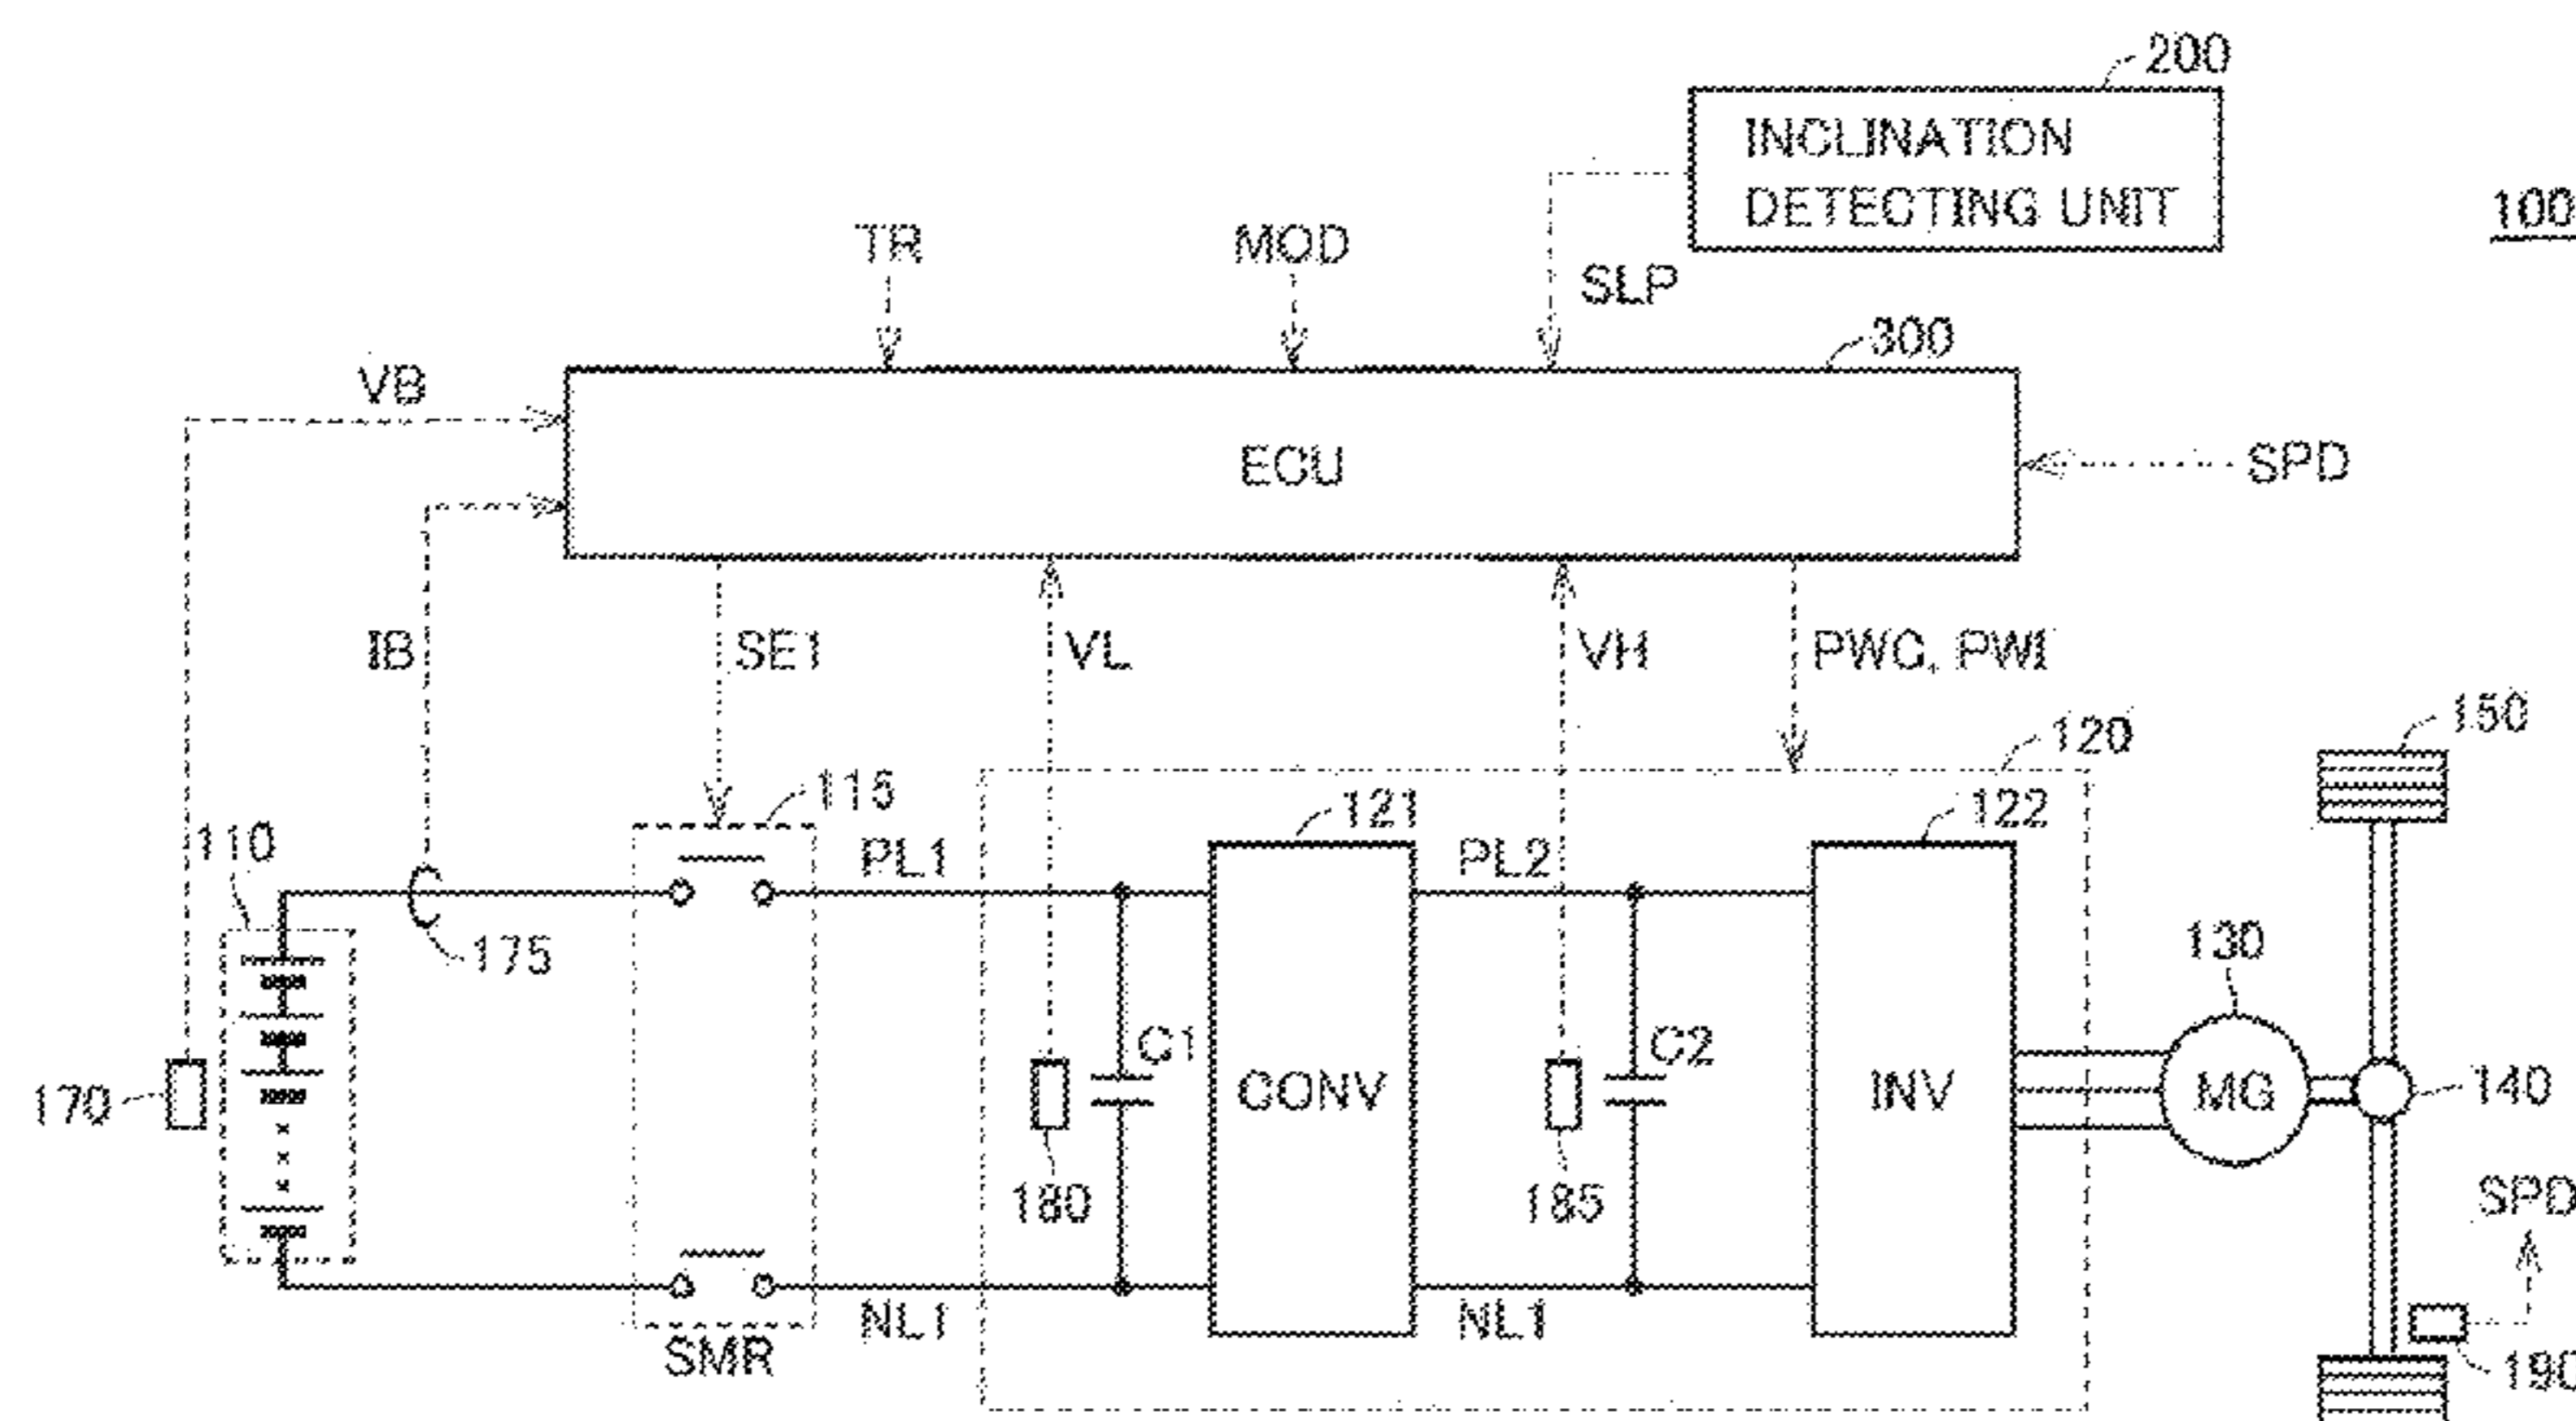 200
INCLINATION
DETECTING UNIT
100
TR
MOD
SLP
300
VB
ECU
SPD
IB
SE1
VL
VH
PWC, PWI
150
120
115
121
122
110
PL1
PL2
175
130
C1
C2
170
CONV
INV
MG
140
180
185
SPD
NL1
NL1
SMR
190